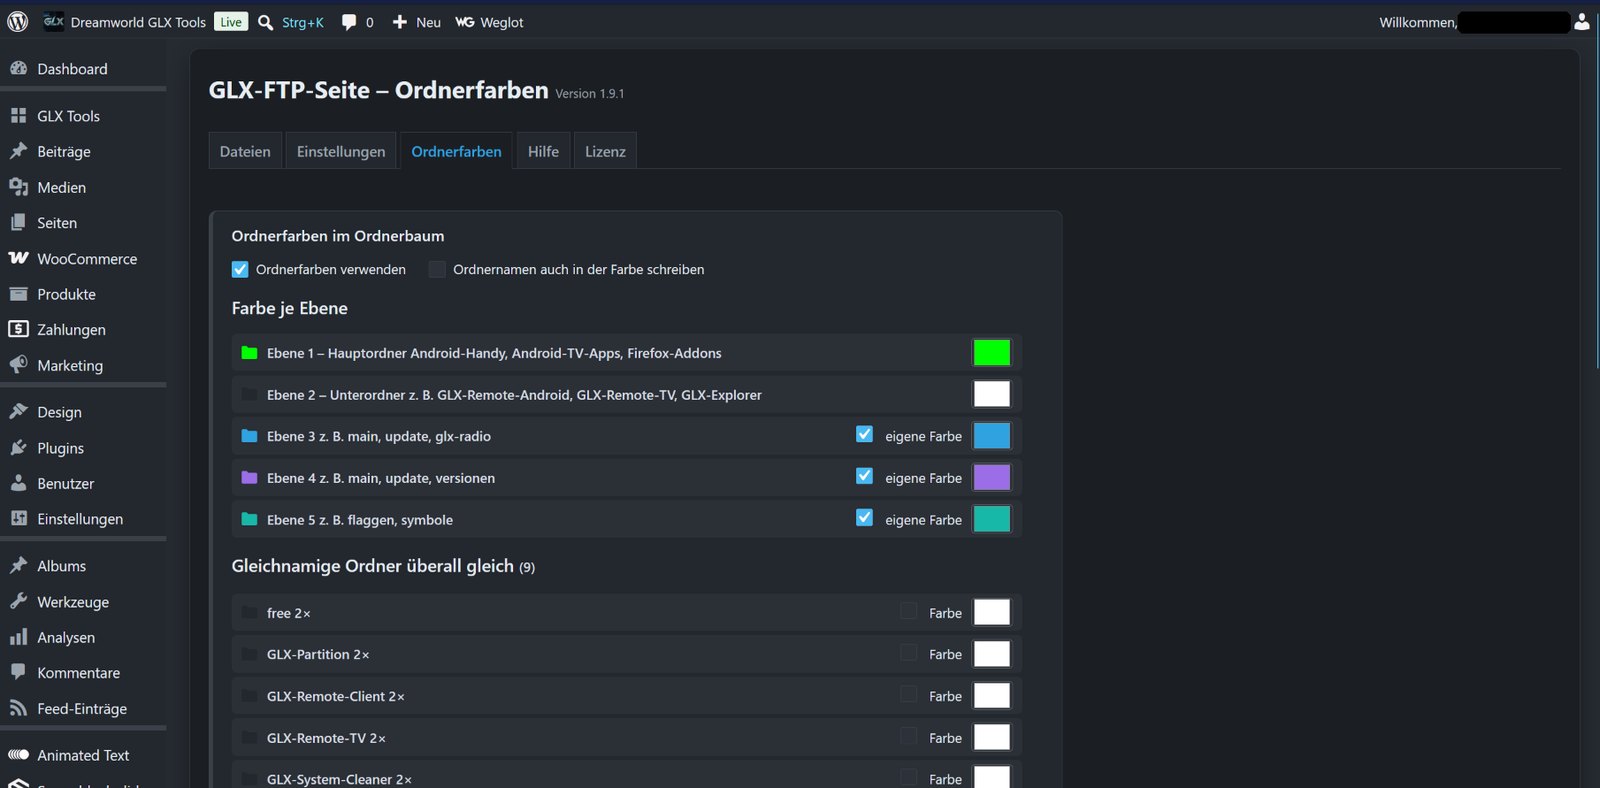 Dreamworld GLX Tools Live Strg+K 0 Neu Weglot Willkommen,
Dashboard
GLX Tools
Beiträge
Medien
Seiten
WooCommerce
Produkte
Zahlungen
Marketing
Design
Plugins
Benutzer
Einstellungen
Albums
Werkzeuge
Analysen
Kommentare
Feed-Einträge
Animated Text
GLX-FTP-Seite – Ordnerfarben Version 1.9.1
Dateien Einstellungen Ordnerfarben Hilfe Lizenz
Ordnerfarben im Ordnerbaum
Ordnerfarben verwenden Ordnernamen auch in der Farbe schreiben
Farbe je Ebene
Ebene 1 – Hauptordner Android-Handy, Android-TV-Apps, Firefox-Addons
Ebene 2 – Unterordner z. B. GLX-Remote-Android, GLX-Remote-TV, GLX-Explorer
Ebene 3 z. B. main, update, glx-radio eigene Farbe
Ebene 4 z. B. main, update, versionen eigene Farbe
Ebene 5 z. B. flaggen, symbole eigene Farbe
Gleichnamige Ordner überall gleich (9)
free 2× Farbe
GLX-Partition 2× Farbe
GLX-Remote-Client 2× Farbe
GLX-Remote-TV 2× Farbe
GLX-System-Cleaner 2× Farbe